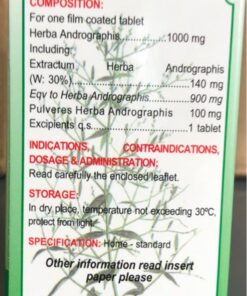 COMPOSITION:
For one film coated tablet
Herba Andrographis...............1000 mg
Including:
Extractum Herba Andrographis
(W: 30%)..............................140 mg
Eqv to Herba Andrographis...900 mg
Pulveres Herba Andrographis 100 mg
Excipients q.s.....................1 tablet
INDICATIONS, CONTRAINDICATIONS,
DOSAGE & ADMINISTRATION:
Read carefully the enclosed leaflet.
STORAGE:
In dry place, temperature not exceeding 30ºC,
protect from light.
SPECIFICATION: Home - standard
Other information read insert
paper please